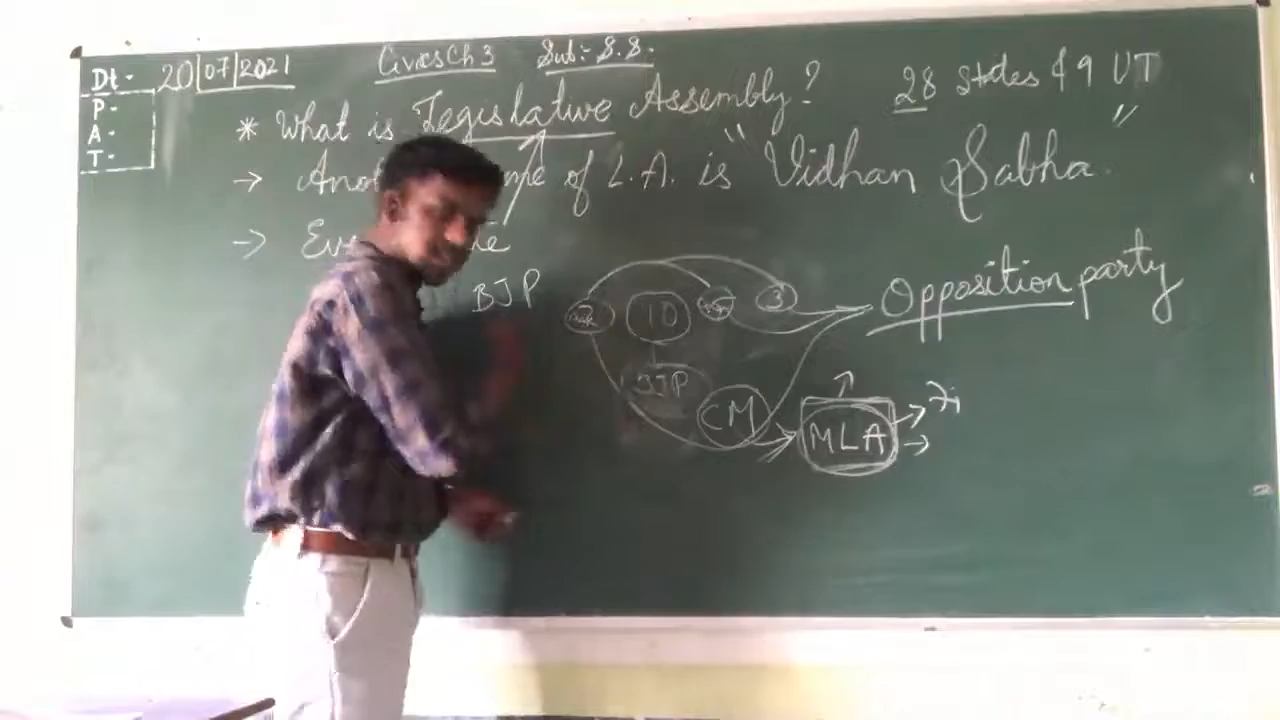 Dt- 20/07/2021 Civics Ch 3 Sub:- S.S.
P-
A-
T-
* What is Legislative Assembly? 28 states & 9 UT
→ of L.A. is "Vidhan Sabha.”
→
BJP 10 3 Opposition party
BJP
CM MLA